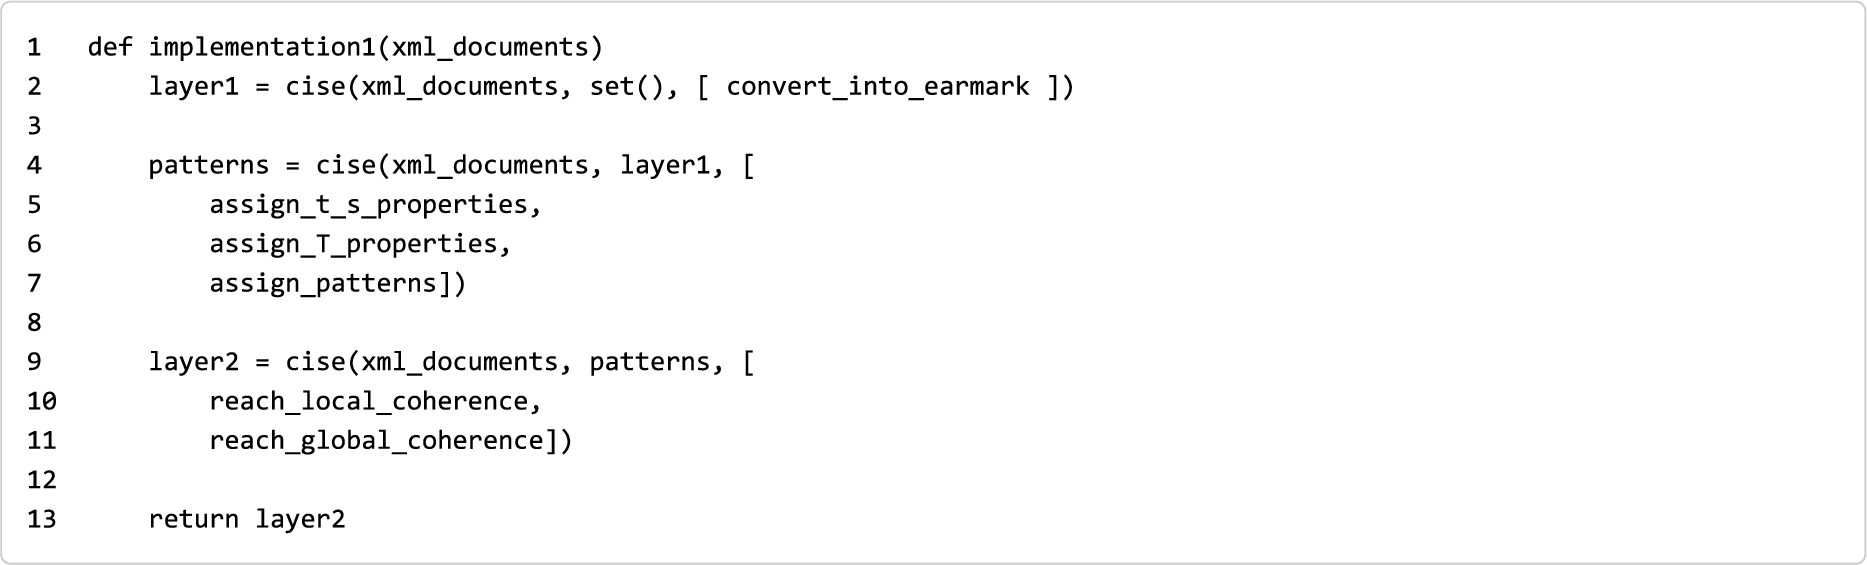 1 def implementation1(xml_documents)
2 layer1 = cise(xml_documents, set(), [ convert_into_earmark ])
3
4 patterns = cise(xml_documents, layer1, [
5 assign_t_s_properties,
6 assign_T_properties,
7 assign_patterns])
8
9 layer2 = cise(xml_documents, patterns, [
10 reach_local_coherence,
11 reach_global_coherence])
12
13 return layer2